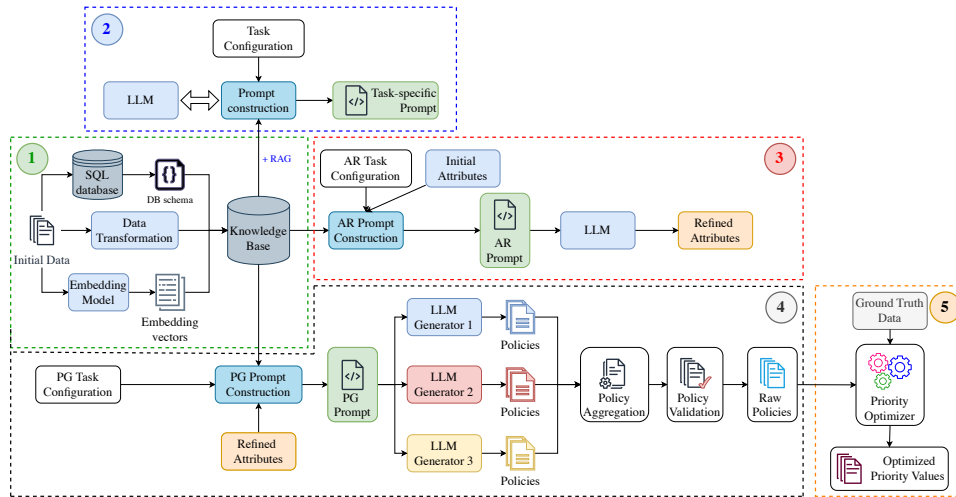 2
Task
Configuration
LLM
Prompt
construction
Task-specific
Prompt
+ RAG
1
SQL
database
DB schema
Initial Data
Data
Transformation
Knowledge
Base
Embedding
Model
Embedding
vectors
3
AR Task
Configuration
Initial
Attributes
AR Prompt
Construction
AR
Prompt
LLM
Refined
Attributes
4
PG Task
Configuration
PG Prompt
Construction
Refined
Attributes
PG
Prompt
LLM
Generator 1
Policies
LLM
Generator 2
Policies
LLM
Generator 3
Policies
Policy
Aggregation
Policy
Validation
Raw
Policies
5
Ground Truth
Data
Priority
Optimizer
Optimized
Priority Values